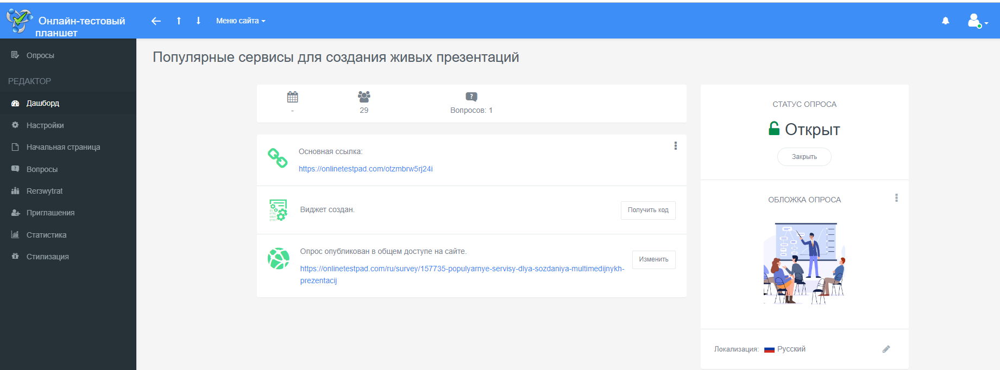 Онлайн-тестовый
планшет
Меню сайта
Опросы
РЕДАКТОР
Дашборд
Настройки
Начальная страница
Вопросы
Rerзwytrat
Приглашения
Статистика
Стилизация
Популярные сервисы для создания живых презентаций
-
29
Вопросов: 1
Основная ссылка:
https://onlinetestpad.com/otzmbrw5rj24i
Виджет создан.
Получить код
Опрос опубликован в общем доступе на сайте.
https://onlinetestpad.com/ru/survey/157735-populyarnye-servisy-dlya-sozdaniya-multimedijnykh-
prezentacij
Изменить
СТАТУС ОПРОСА
Открыт
Закрыть
ОБЛОЖКА ОПРОСА
Локализация:
Русский